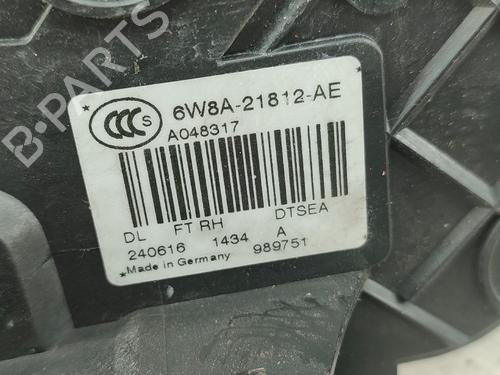 B-PARTS
CCC S
6W8A-21812-AE
A048317
DL FT RH DTSEA
240616 1434 A
Made in Germany 989751